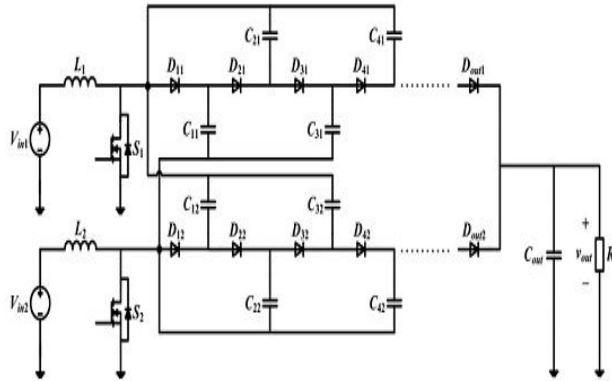 C21 C41
L1 D11 D21 D31 D41 Dout1
Vin1 S1 C11 C31
C12 C32
L2 D12 D22 D32 D42 Dout2
Vin2 S2 C22 C42 Cout + vout − R